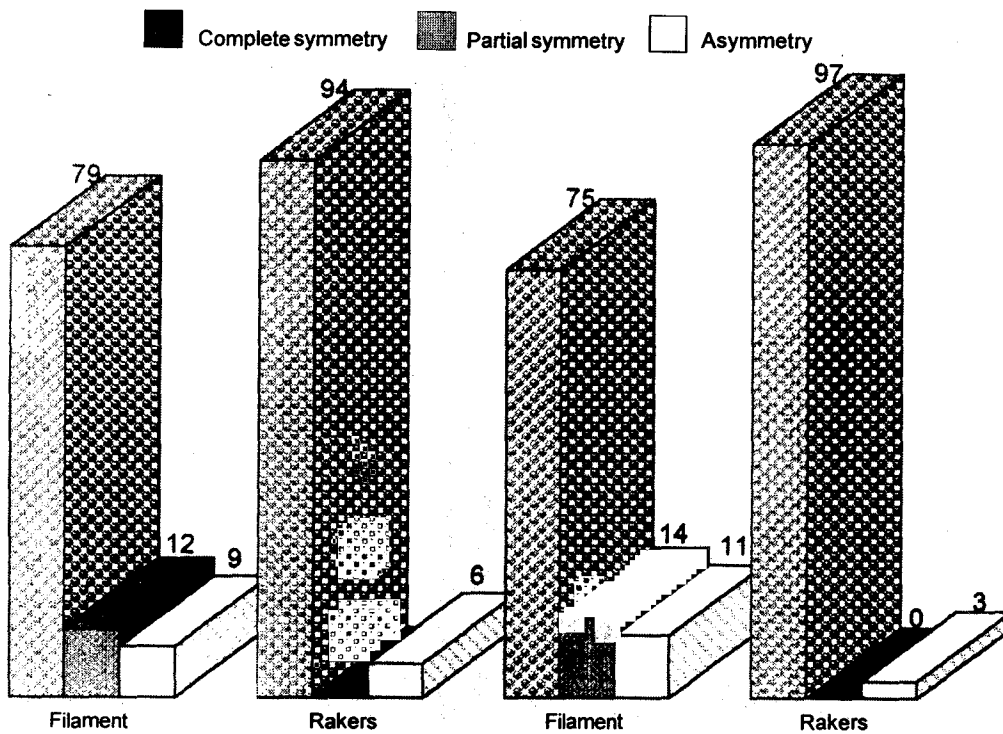 Complete symmetry Partial symmetry Asymmetry
79 94 75 97
12 9 6 14 11 0 3
Filament Rakers Filament Rakers